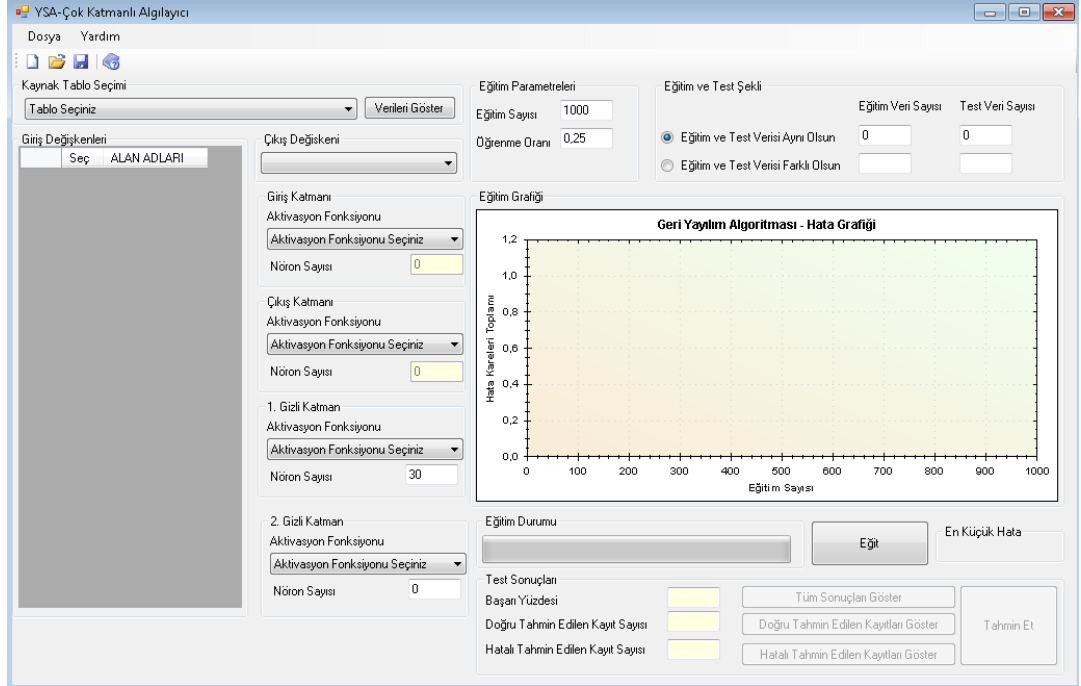 YSA-Çok Katmanlı Algılayıcı
Dosya Yardım
Kaynak Tablo Seçimi
Tablo Seçiniz
Verileri Göster
Giriş Değişkenleri
Seç ALAN ADLARI
Çıkış Değiskeni
Eğitim Parametreleri
Eğitim Sayısı 1000
Öğrenme Oranı 0,25
Eğitim ve Test Şekli
Eğitim Veri Sayısı Test Veri Sayısı
Eğitim ve Test Verisi Aynı Olsun 0 0
Eğitim ve Test Verisi Farklı Olsun
Giriş Katmanı
Aktivasyon Fonksiyonu
Aktivasyon Fonksiyonu Seçiniz
Nöron Sayısı 0
Çıkış Katmanı
Aktivasyon Fonksiyonu
Aktivasyon Fonksiyonu Seçiniz
Nöron Sayısı 0
1. Gizli Katman
Aktivasyon Fonksiyonu
Aktivasyon Fonksiyonu Seçiniz
Nöron Sayısı 30
2. Gizli Katman
Aktivasyon Fonksiyonu
Aktivasyon Fonksiyonu Seçiniz
Nöron Sayısı 0
Eğitim Grafiği
Geri Yayılım Algoritması - Hata Grafiği
Hata Kareleri Toplamı
1,2
1,0
0,8
0,6
0,4
0,2
0,0
0 100 200 300 400 500 600 700 800 900 1000
Eğitim Sayısı
Eğitim Durumu
Eğit
En Küçük Hata
Test Sonuçları
Başarı Yüzdesi
Doğru Tahmin Edilen Kayıt Sayısı
Hatalı Tahmin Edilen Kayıt Sayısı
Tüm Sonuçları Göster
Doğru Tahmin Edilen Kayıtları Göster
Hatalı Tahmin Edilen Kayıtları Göster
Tahmin Et